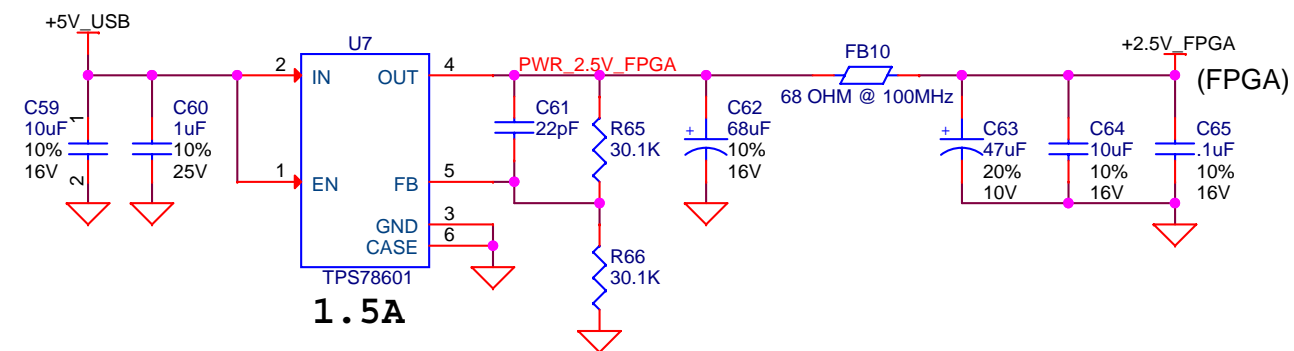 +5V_USB
C59
10uF
10%
16V
1
2
C60
1uF
10%
25V
U7
2
IN
OUT
4
1
EN
FB
5
GND
3
CASE
6
TPS78601
1.5A
PWR_2.5V_FPGA
C61
22pF
R65
30.1K
R66
30.1K
+
C62
68uF
10%
16V
FB10
68 OHM @ 100MHz
+
C63
47uF
20%
10V
C64
10uF
10%
16V
C65
.1uF
10%
16V
+2.5V_FPGA
(FPGA)